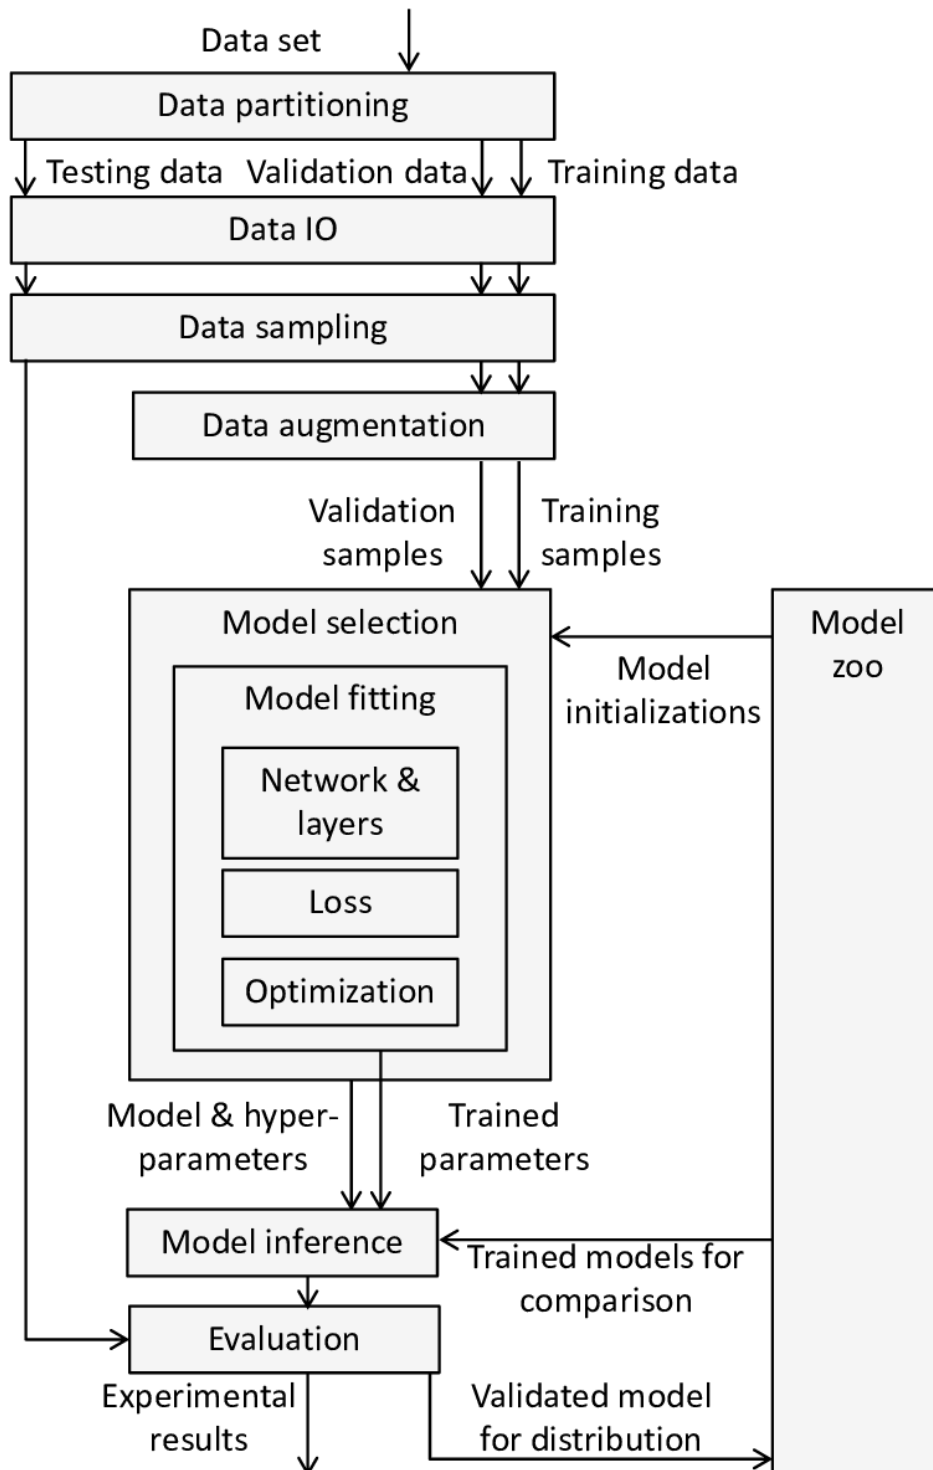 Data set
Data partitioning
Testing data
Validation data
Training data
Data IO
Data sampling
Data augmentation
Validation
samples
Training
samples
Model selection
Model
zoo
Model
initializations
Model fitting
Network &
layers
Loss
Optimization
Model & hyper-
parameters
Trained
parameters
Model inference
Trained models for
comparison
Evaluation
Experimental
results
Validated model
for distribution